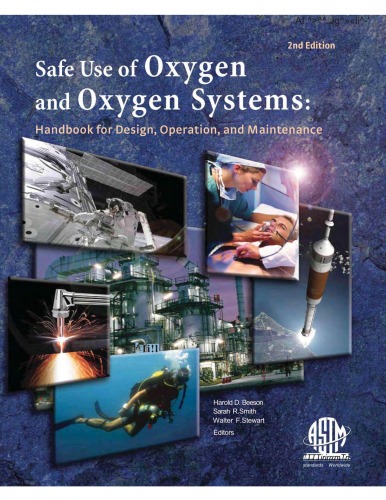 2nd Edition
Safe Use of Oxygen
and Oxygen Systems:
Handbook for Design, Operation, and Maintenance
Harold D. Beeson
Sarah R. Smith
Walter F. Stewart
Editors
ASTM
Standards Worldwide